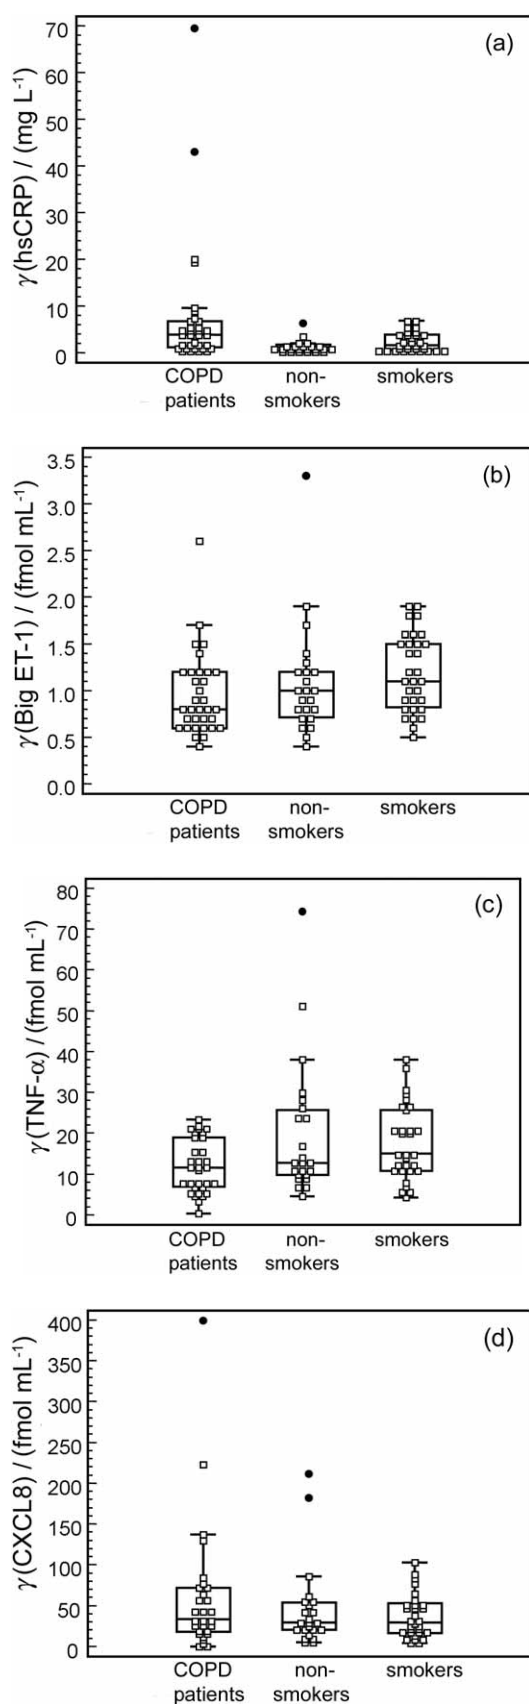 (a)
γ(hsCRP) / (mg L⁻¹)
70
60
50
40
30
20
10
0
COPD patients
non-smokers
smokers
(b)
γ(Big ET-1) / (fmol mL⁻¹)
3.5
3.0
2.5
2.0
1.5
1.0
0.5
0.0
COPD patients
non-smokers
smokers
(c)
γ(TNF-α) / (fmol mL⁻¹)
80
70
60
50
40
30
20
10
0
COPD patients
non-smokers
smokers
(d)
γ(CXCL8) / (fmol mL⁻¹)
400
350
300
250
200
150
100
50
0
COPD patients
non-smokers
smokers